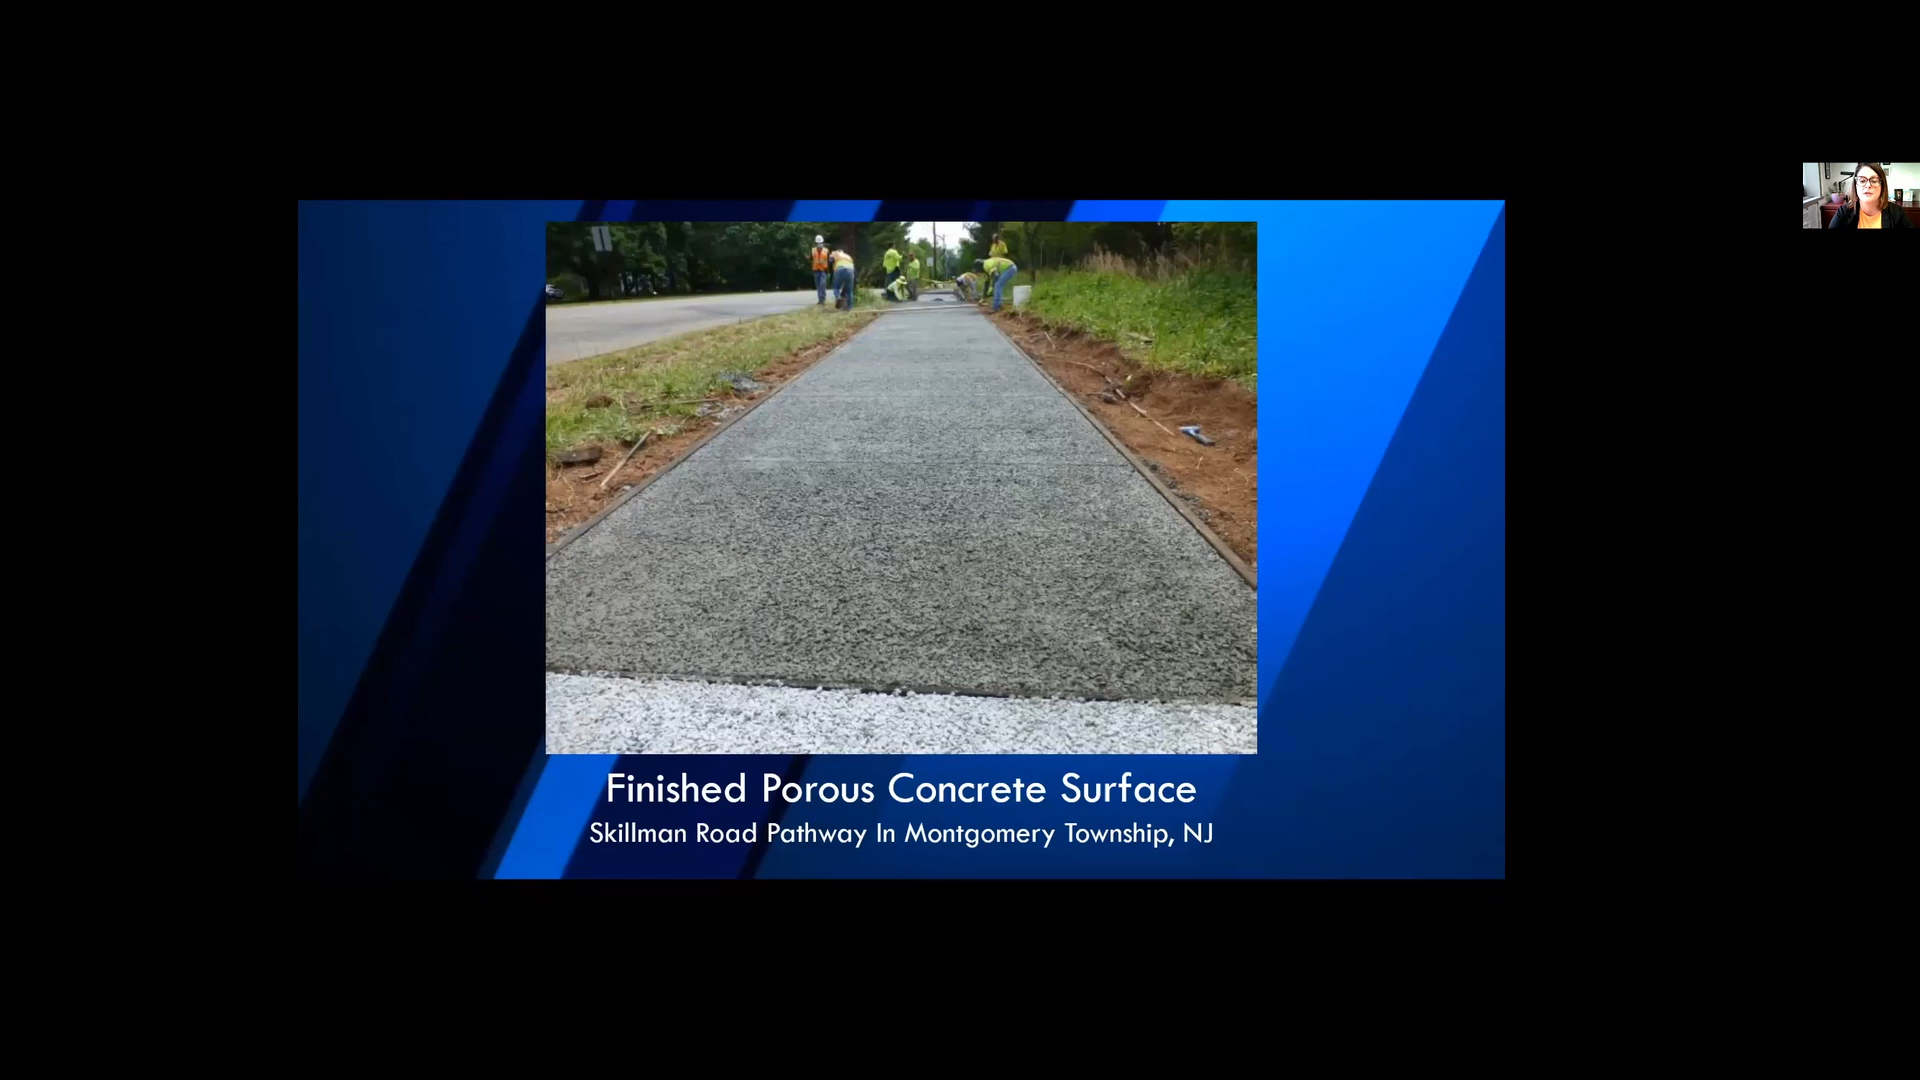 Finished Porous Concrete Surface
Skillman Road Pathway In Montgomery Township, NJ